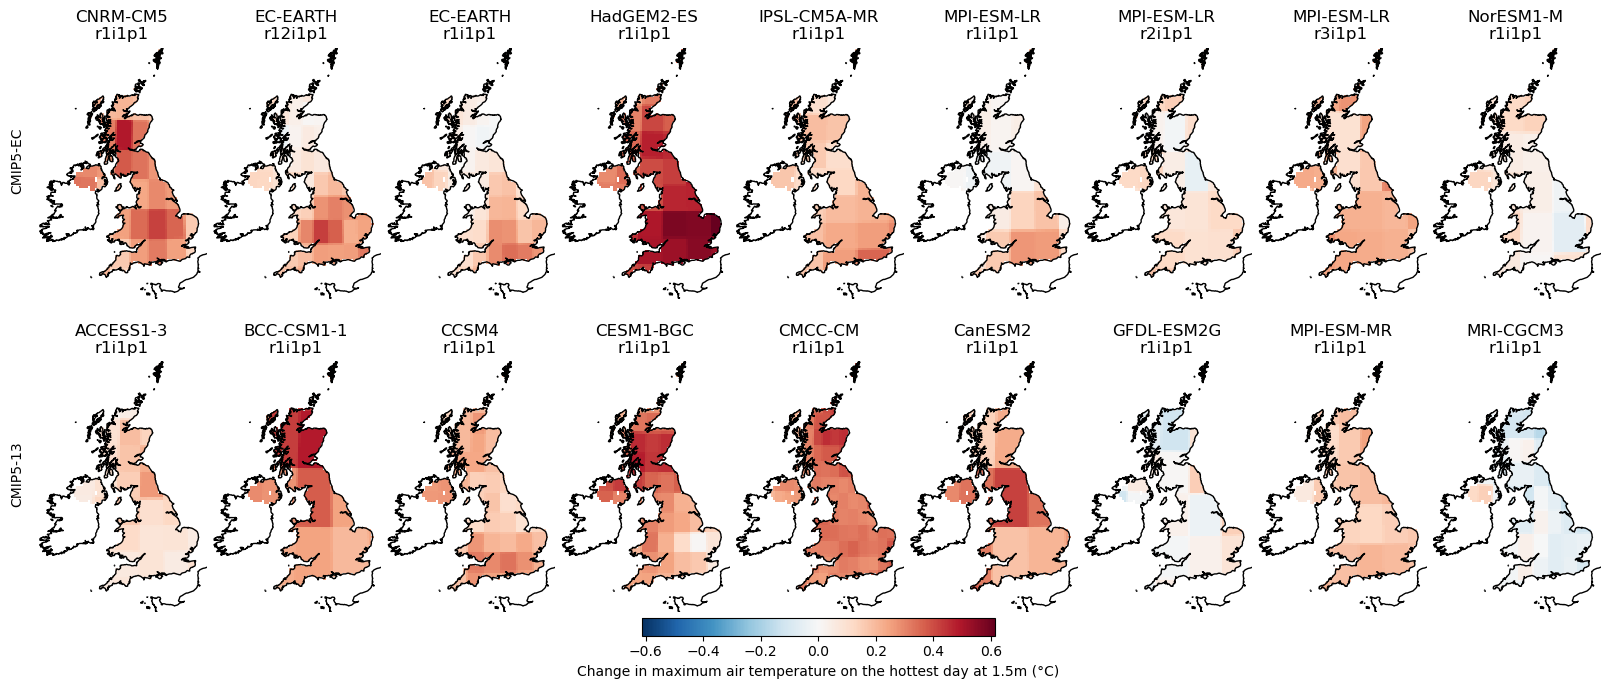 CNRM-CM5 EC-EARTH EC-EARTH HadGEM2-ES IPSL-CM5A-MR MPI-ESM-LR MPI-ESM-LR MPI-ESM-LR NorESM1-M
r1i1p1 r12i1p1 r1i1p1 r1i1p1 r1i1p1 r1i1p1 r2i1p1 r3i1p1 r1i1p1
CMIP5-EC
ACCESS1-3 BCC-CSM1-1 CCSM4 CESM1-BGC CMCC-CM CanESM2 GFDL-ESM2G MPI-ESM-MR MRI-CGCM3
r1i1p1 r1i1p1 r1i1p1 r1i1p1 r1i1p1 r1i1p1 r1i1p1 r1i1p1 r1i1p1
CMIP5-13
−0.6 −0.4 −0.2 0.0 0.2 0.4 0.6
Change in maximum air temperature on the hottest day at 1.5m (°C)